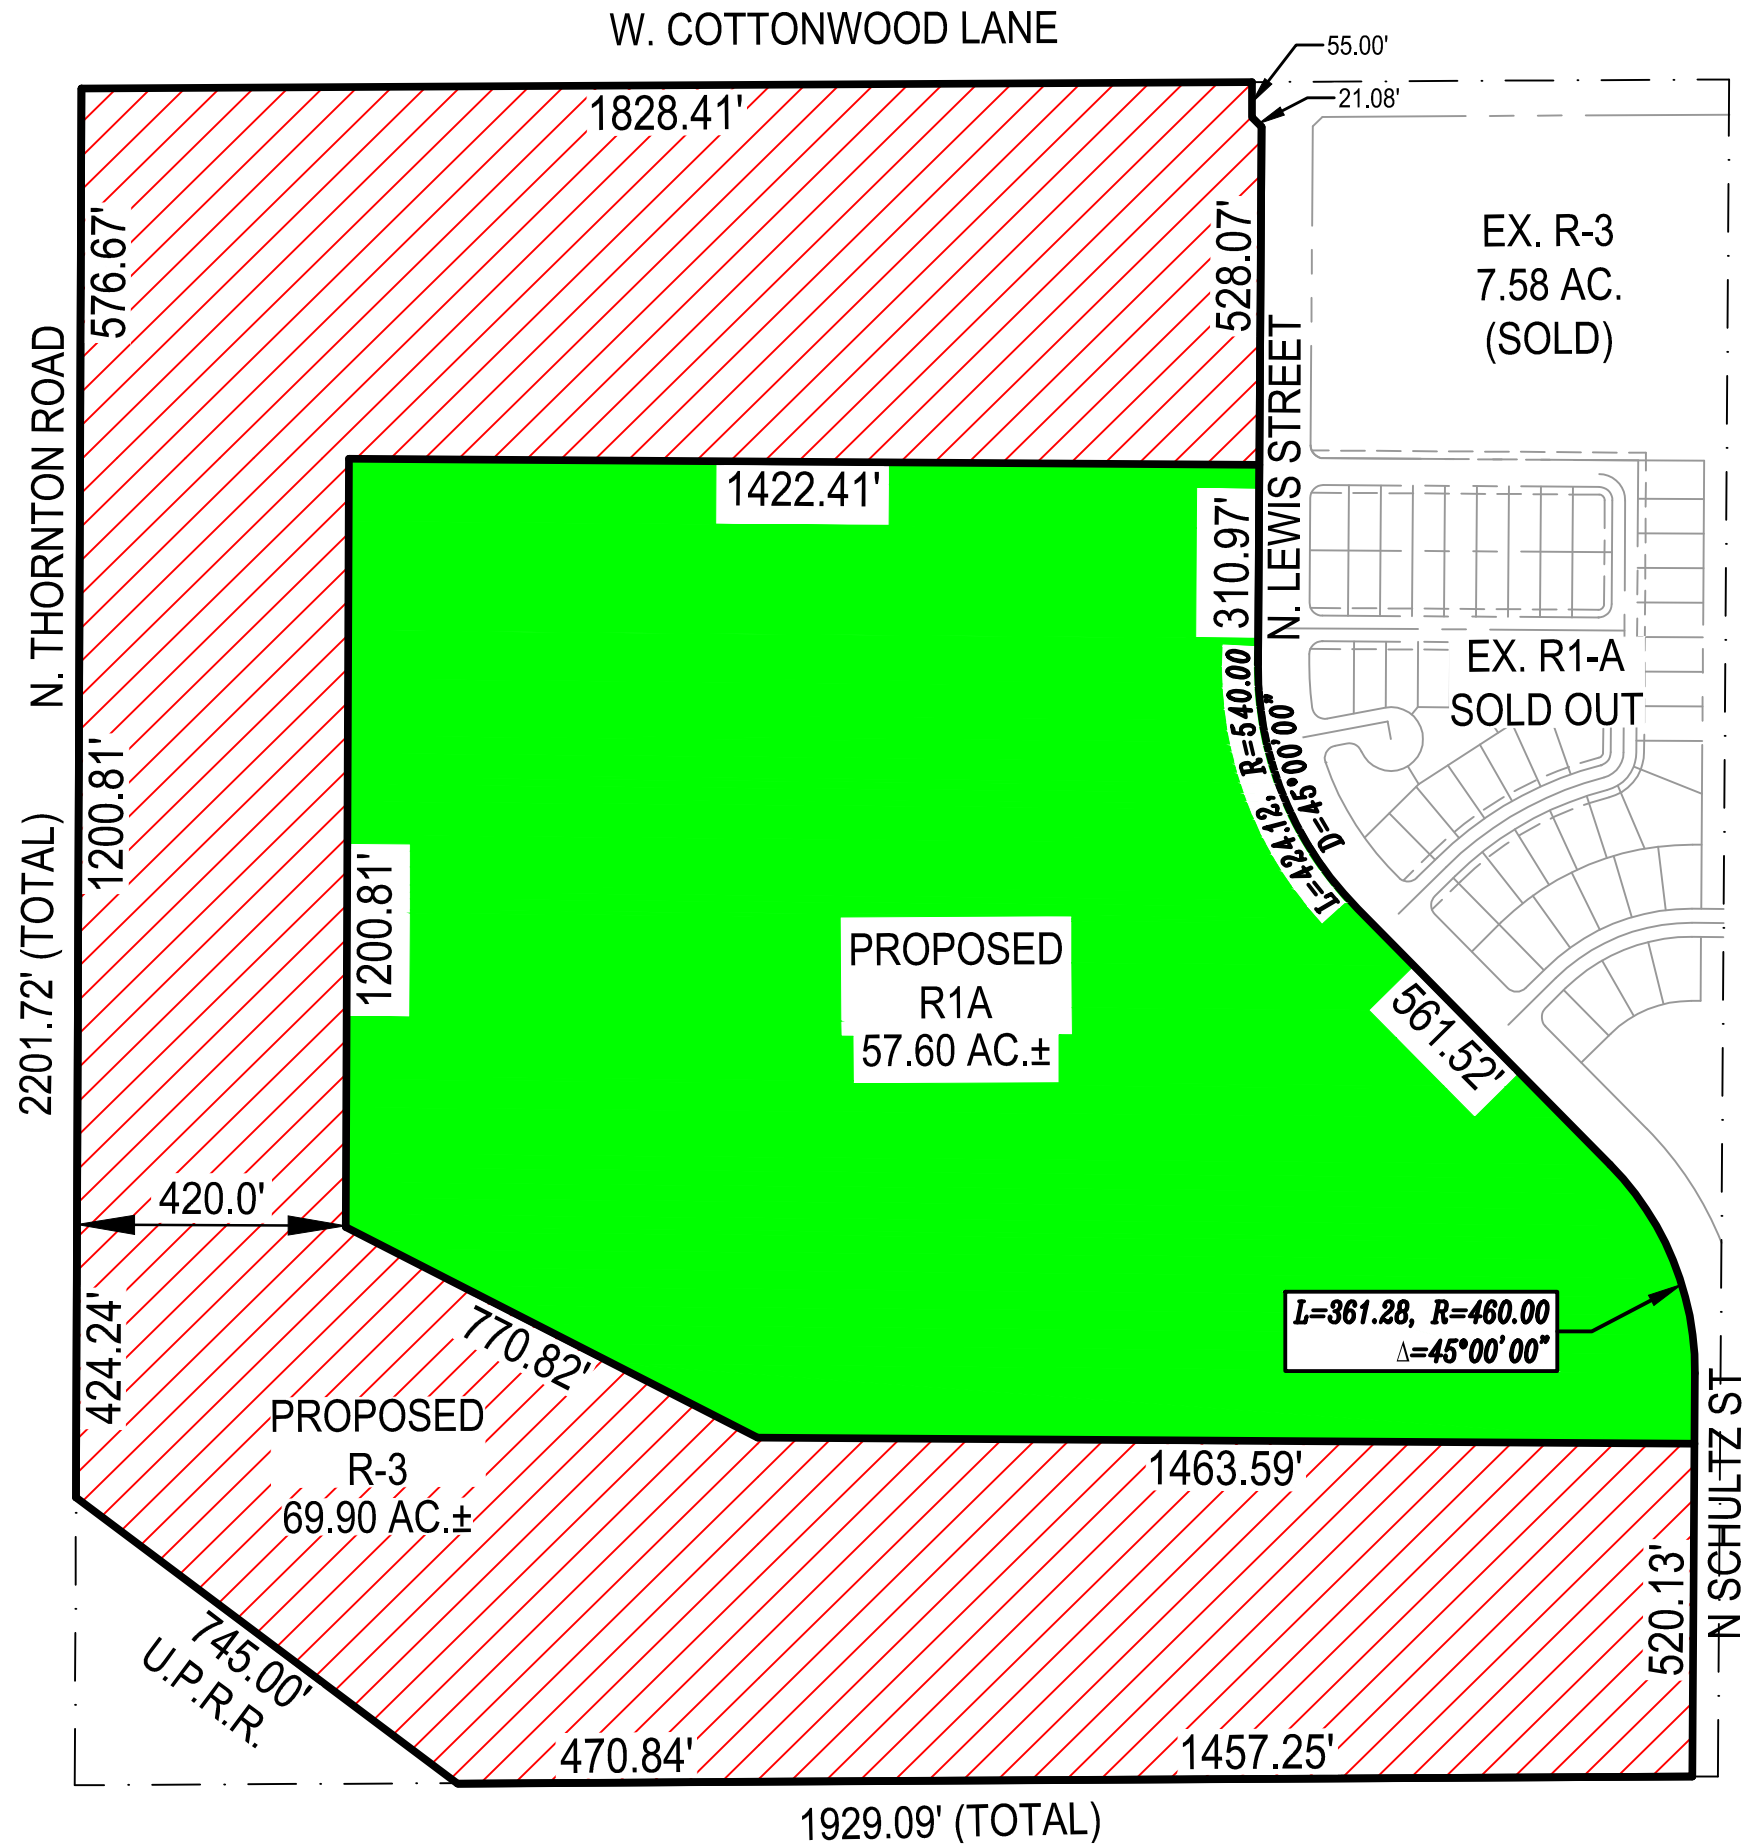 W. COTTONWOOD LANE
55.00'
21.08'
1828.41'
576.67'
528.07'
EX. R-3
7.58 AC.
(SOLD)
N. THORNTON ROAD
N. LEWIS STREET
1422.41'
310.97'
EX. R1-A
SOLD OUT
L=424.12, R=540.00
D=45°00'00"
1200.81'
2201.72' (TOTAL)
1200.81'
PROPOSED
R1A
57.60 AC.±
561.52'
420.0'
424.24'
770.82'
L=361.28, R=460.00
Δ=45°00'00"
PROPOSED
R-3
69.90 AC.±
1463.59'
N SCHULTZ ST
520.13'
745.00'
U.P.R.R.
470.84'
1457.25'
1929.09' (TOTAL)